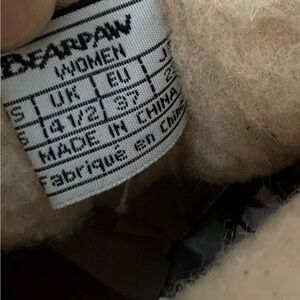 BEARPAW
WOMEN
UK EU
4 1/2 37
MADE IN CHINA
Fabriqué en Chine